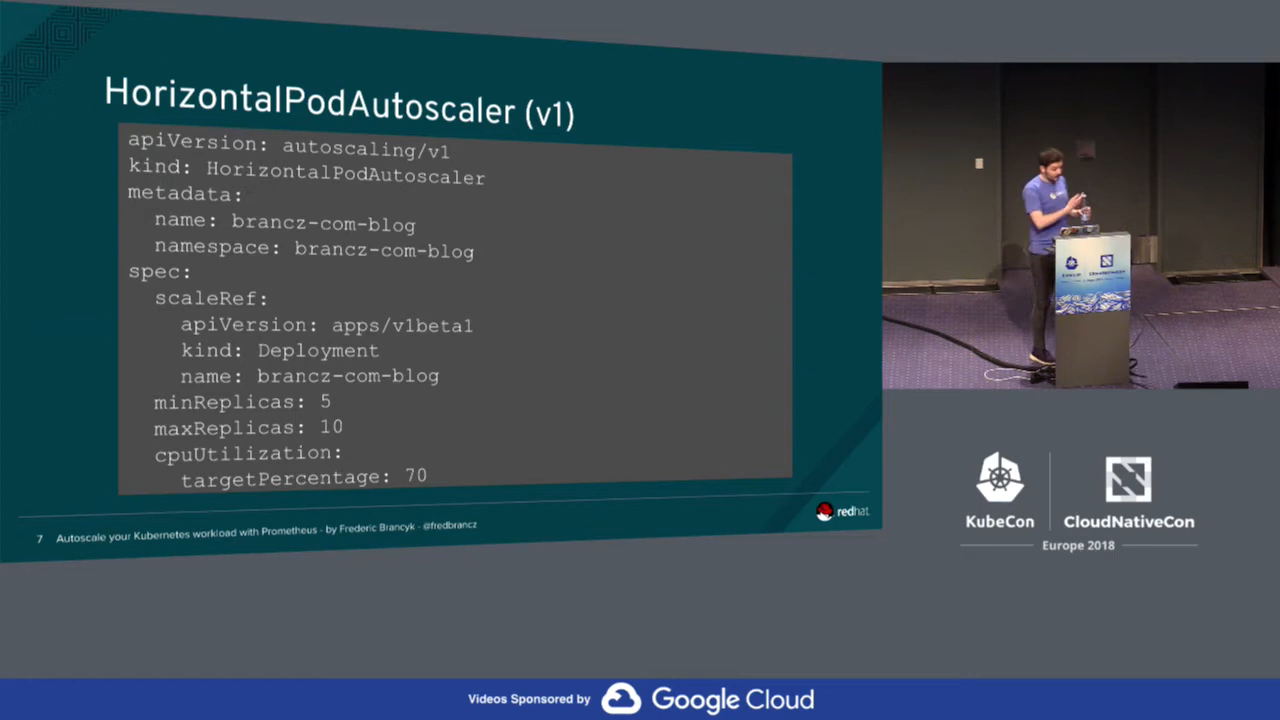 HorizontalPodAutoscaler (v1)
apiVersion: autoscaling/v1
kind: HorizontalPodAutoscaler
metadata:
  name: brancz-com-blog
  namespace: brancz-com-blog
spec:
  scaleRef:
    apiVersion: apps/v1beta1
    kind: Deployment
    name: brancz-com-blog
  minReplicas: 5
  maxReplicas: 10
  cpuUtilization:
    targetPercentage: 70
7 Autoscale your Kubernetes workload with Prometheus - by Frederic Brancyk - @fredbrancz
redhat.
KubeCon
CloudNativeCon
Europe 2018
Videos Sponsored by Google Cloud